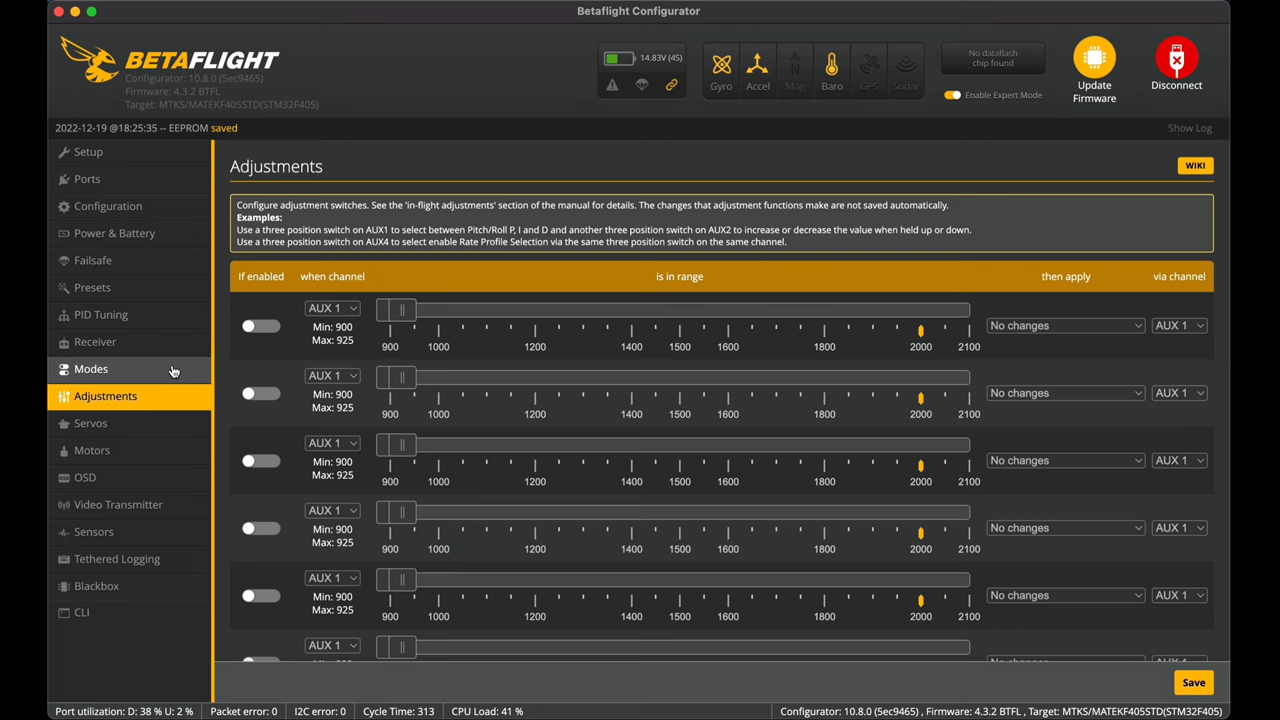 Betaflight Configurator
BETAFLIGHT
Configurator: 10.8.0 (5ec9465)
Firmware: 4.3.2 BTFL
Target: MTKS/MATEKF405STD(STM32F405)
14.83V (4S)
Gyro
Accel
Mag
Baro
GPS
Sonar
No dataflash
chip found
Enable Expert Mode
Update
Firmware
Disconnect
2022-12-19 @18:25:35 -- EEPROM saved
Show Log
Setup
Ports
Configuration
Power & Battery
Failsafe
Presets
PID Tuning
Receiver
Modes
Adjustments
Servos
Motors
OSD
Video Transmitter
Sensors
Tethered Logging
Blackbox
CLI
Adjustments
WIKI
Configure adjustment switches. See the 'in-flight adjustments' section of the manual for details. The changes that adjustment functions make are not saved automatically.
Examples:
Use a three position switch on AUX1 to select between Pitch/Roll P, I and D and another three position switch on AUX2 to increase or decrease the value when held up or down.
Use a three position switch on AUX4 to select enable Rate Profile Selection via the same three position switch on the same channel.
If enabled when channel is in range then apply via channel
AUX 1
Min: 900
Max: 925
900 1000 1200 1400 1500 1600 1800 2000 2100
No changes AUX 1
AUX 1
Min: 900
Max: 925
900 1000 1200 1400 1500 1600 1800 2000 2100
No changes AUX 1
AUX 1
Min: 900
Max: 925
900 1000 1200 1400 1500 1600 1800 2000 2100
No changes AUX 1
AUX 1
Min: 900
Max: 925
900 1000 1200 1400 1500 1600 1800 2000 2100
No changes AUX 1
AUX 1
Min: 900
Max: 925
900 1000 1200 1400 1500 1600 1800 2000 2100
No changes AUX 1
AUX 1
Save
Port utilization: D: 38 % U: 2 % Packet error: 0 I2C error: 0 Cycle Time: 313 CPU Load: 41 %
Configurator: 10.8.0 (5ec9465) , Firmware: 4.3.2 BTFL , Target: MTKS/MATEKF405STD(STM32F405)